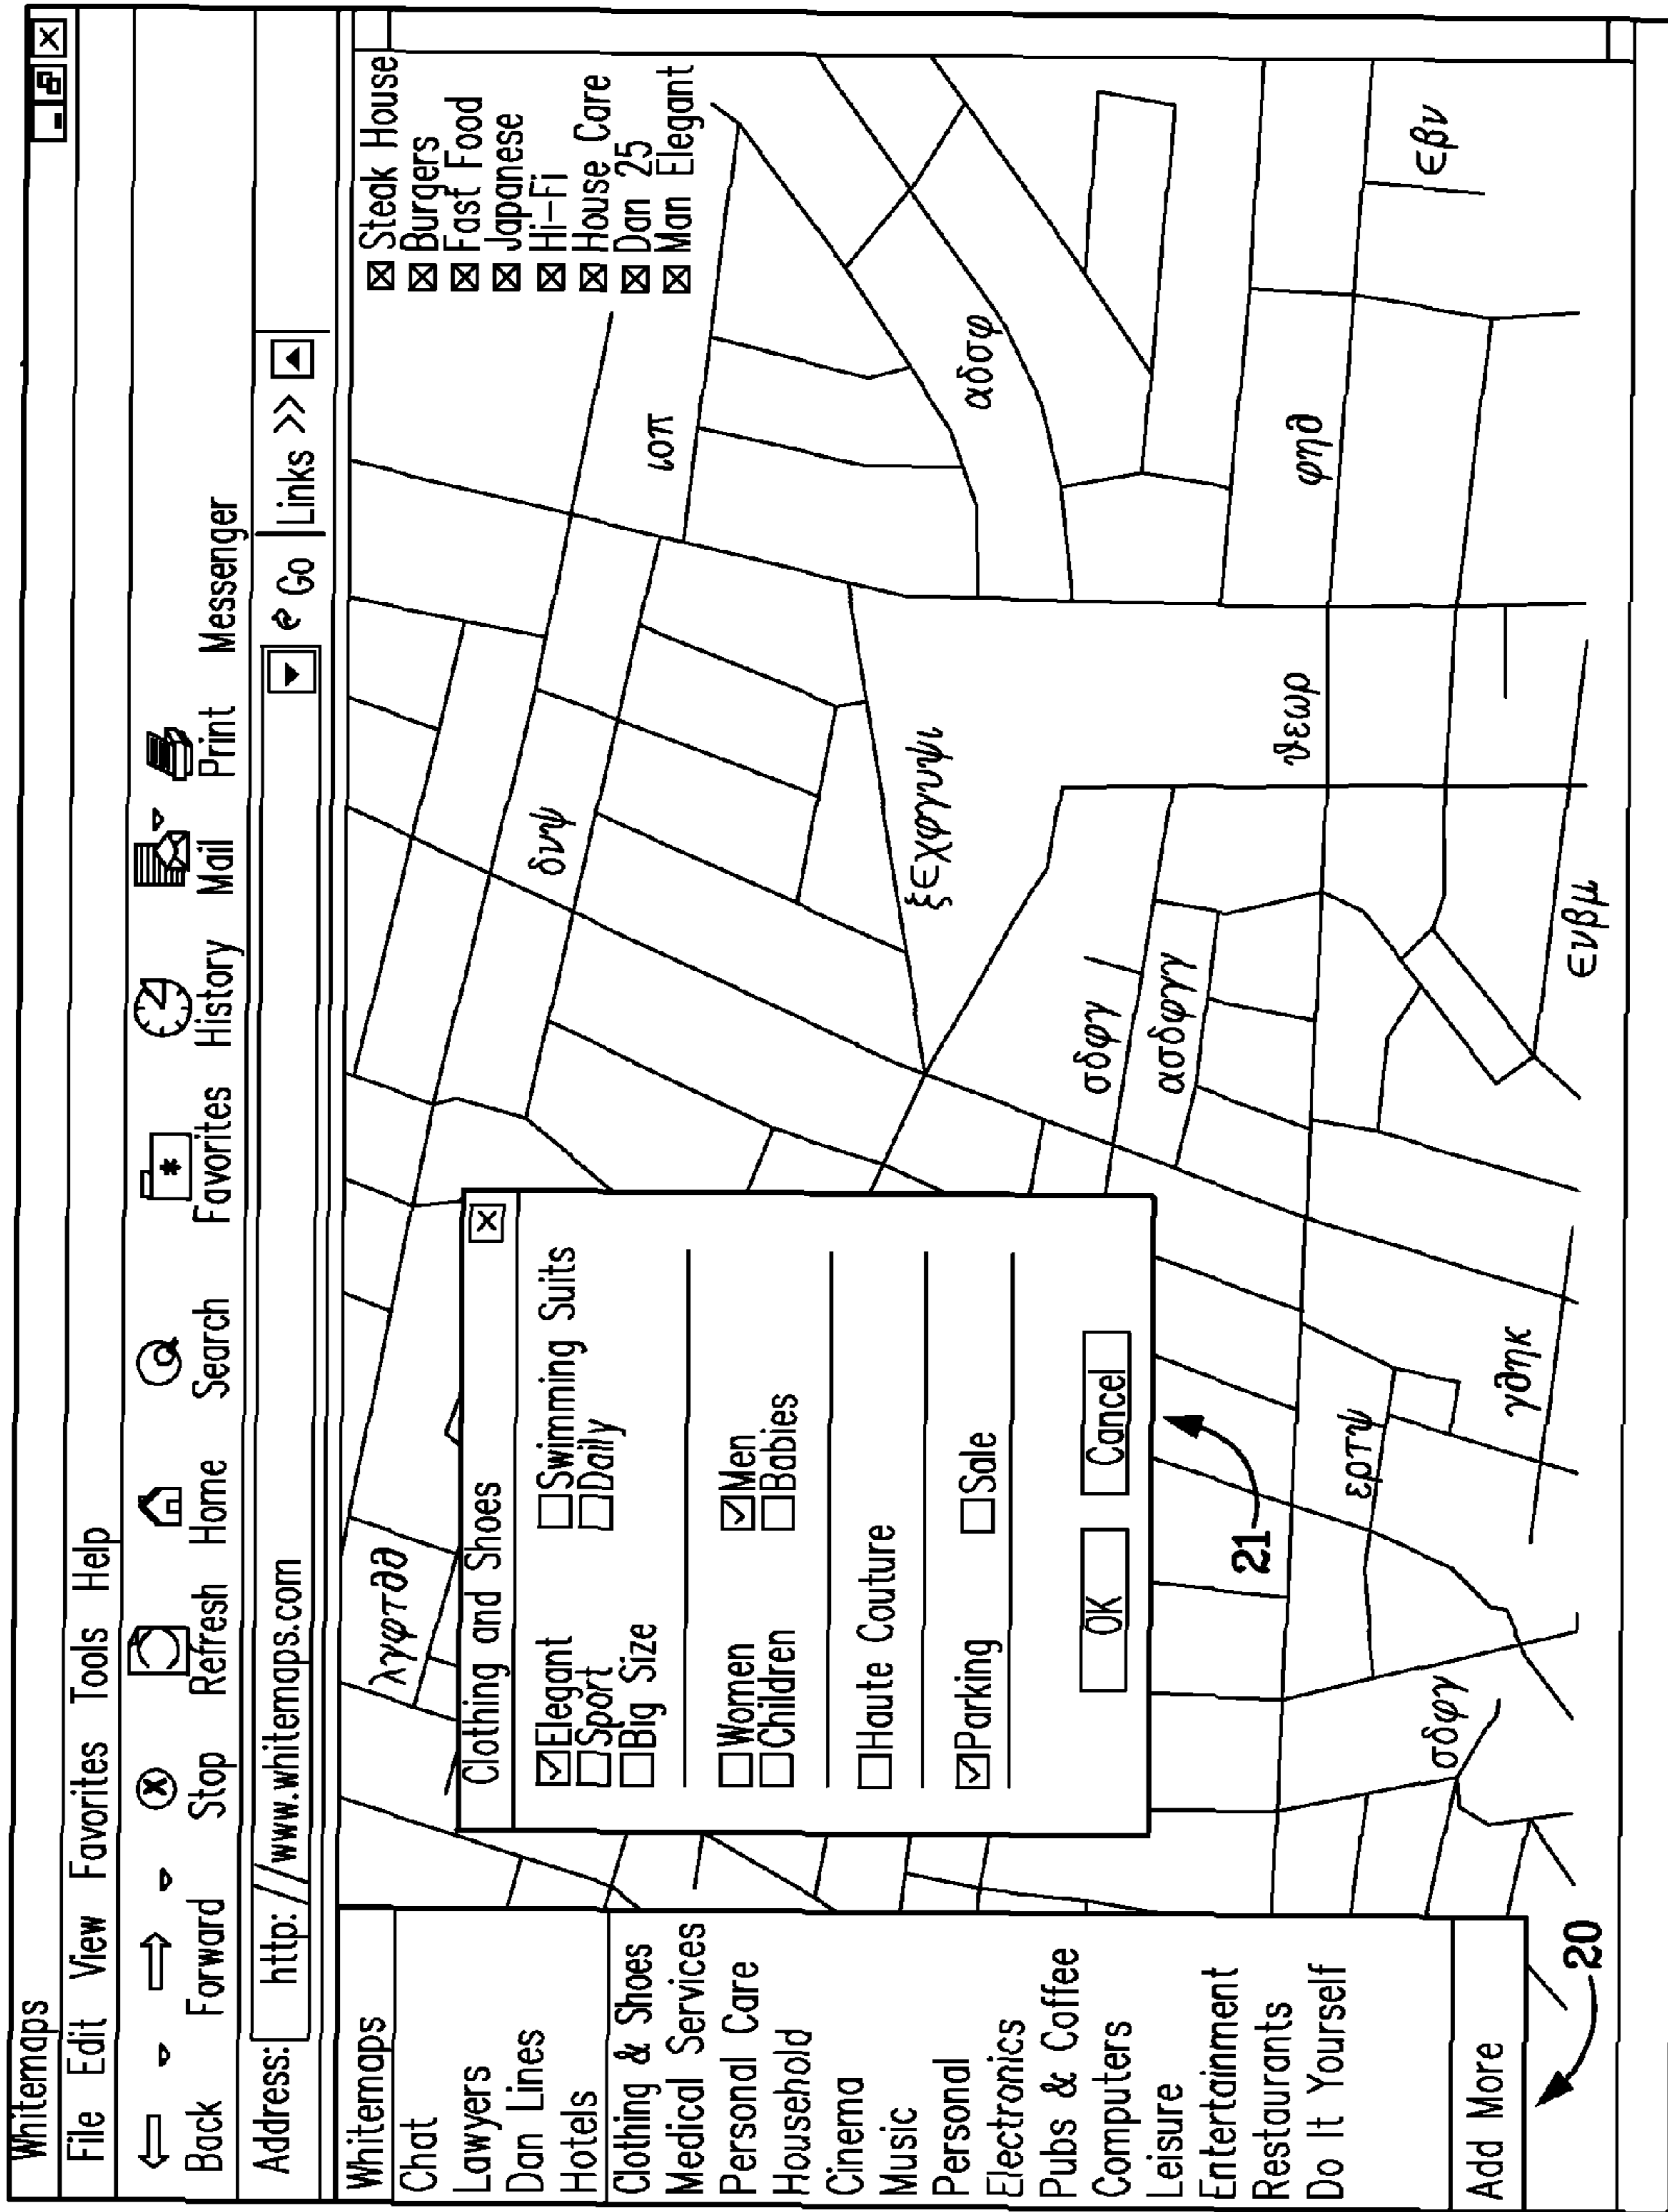 Whitemaps
File Edit View Favorites Tools Help
Back Forward Stop Refresh Home Search Favorites History Mail Print Messenger
Address: http://www.whitemaps.com Go Links >>
Whitemaps
Chat
Lawyers
Dan Lines
Hotels
Clothing & Shoes
Medical Services
Personal Care
Household
Cinema
Music
Personal
Electronics
Pubs & Coffee
Computers
Leisure
Entertainment
Restaurants
Do It Yourself
Add More
20
Clothing and Shoes
Elegant Swimming Suits
Sport Daily
Big Size
Women Men
Children Babies
Haute Couture
Parking Sale
OK Cancel
21
Steak House
Burgers
Fast Food
Japanese
Hi-Fi
House Care
Dan 25
Man Elegant
λγφτ∂∂
δνψ
ιοπ
ξϵχφγυψι
αδσφ
σδφγ
ασδφγγ
ϑεωρ
φη∂
ϵβν
ερτψ
σδφγ
γ∂ηκ
ϵνβμ